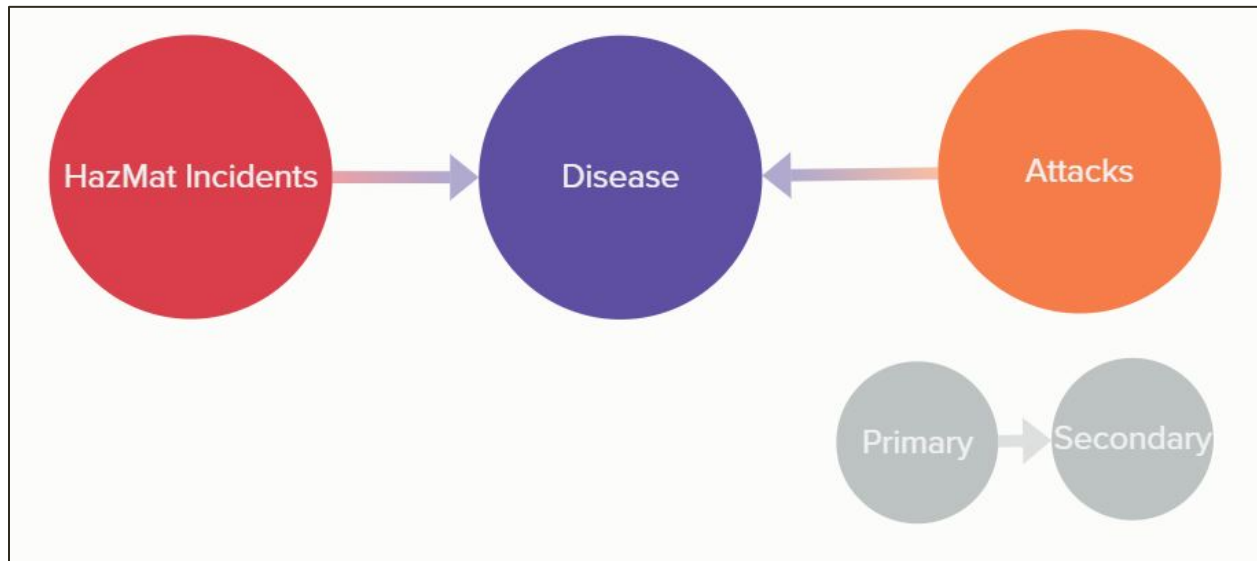 HazMat Incidents
Disease
Attacks
Primary
Secondary